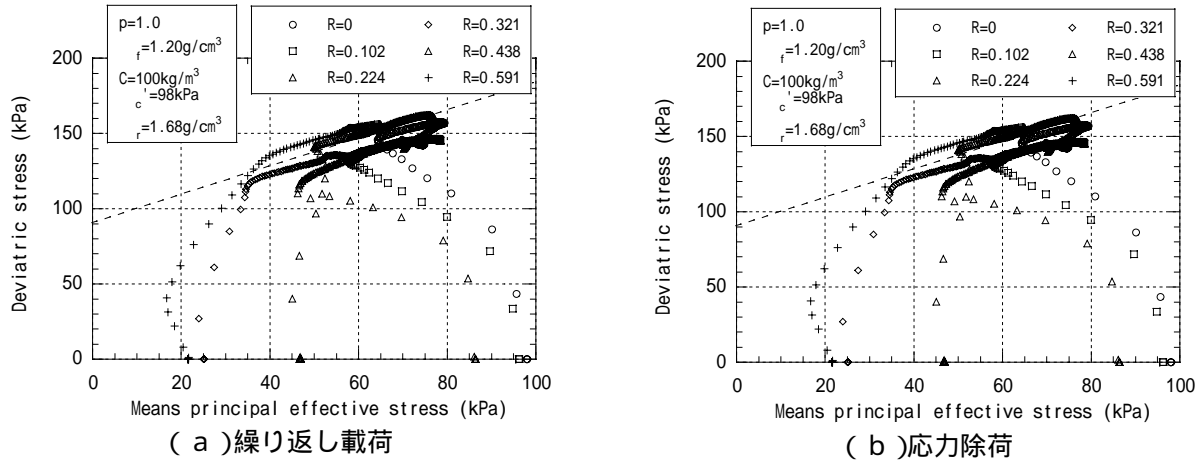 p=1.0
f=1.20g/cm3
C=100kg/m3
c'=98kPa
r=1.68g/cm3
R=0
R=0.102
R=0.224
R=0.321
R=0.438
R=0.591
Deviatric stress (kPa)
200
150
100
50
0
0 20 40 60 80 100
Means principal effective stress (kPa)
(a)繰り返し載荷
p=1.0
f=1.20g/cm3
C=100kg/m3
c'=98kPa
r=1.68g/cm3
R=0
R=0.102
R=0.224
R=0.321
R=0.438
R=0.591
Deviatric stress (kPa)
200
150
100
50
0
0 20 40 60 80 100
Means principal effective stress (kPa)
(b)応力除荷